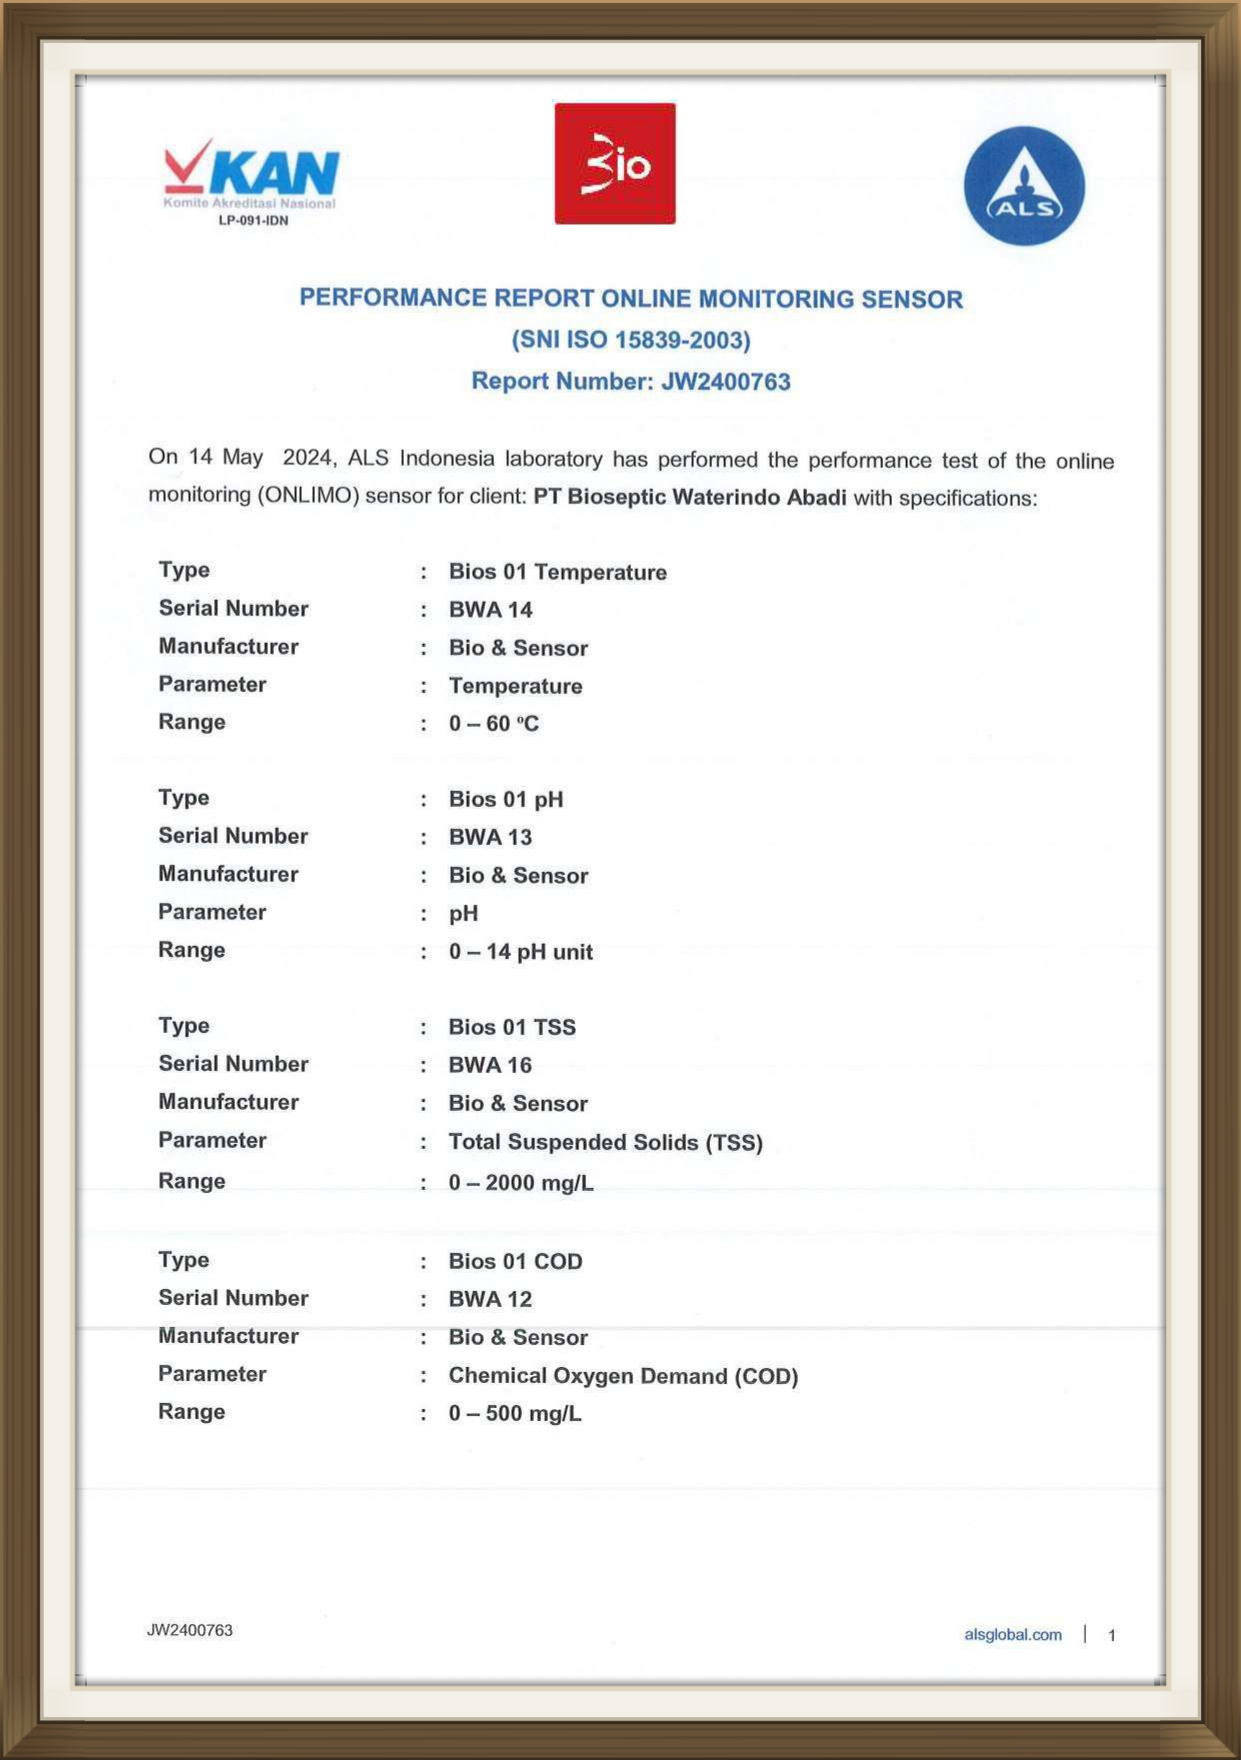 KAN
Komite Akreditasi Nasional
LP-091-IDN
Bio
ALS
PERFORMANCE REPORT ONLINE MONITORING SENSOR
(SNI ISO 15839-2003)
Report Number: JW2400763
On 14 May 2024, ALS Indonesia laboratory has performed the performance test of the online
monitoring (ONLIMO) sensor for client: PT Bioseptic Waterindo Abadi with specifications:
Type : Bios 01 Temperature
Serial Number : BWA 14
Manufacturer : Bio & Sensor
Parameter : Temperature
Range : 0 – 60 ºC
Type : Bios 01 pH
Serial Number : BWA 13
Manufacturer : Bio & Sensor
Parameter : pH
Range : 0 – 14 pH unit
Type : Bios 01 TSS
Serial Number : BWA 16
Manufacturer : Bio & Sensor
Parameter : Total Suspended Solids (TSS)
Range : 0 – 2000 mg/L
Type : Bios 01 COD
Serial Number : BWA 12
Manufacturer : Bio & Sensor
Parameter : Chemical Oxygen Demand (COD)
Range : 0 – 500 mg/L
JW2400763
alsglobal.com | 1